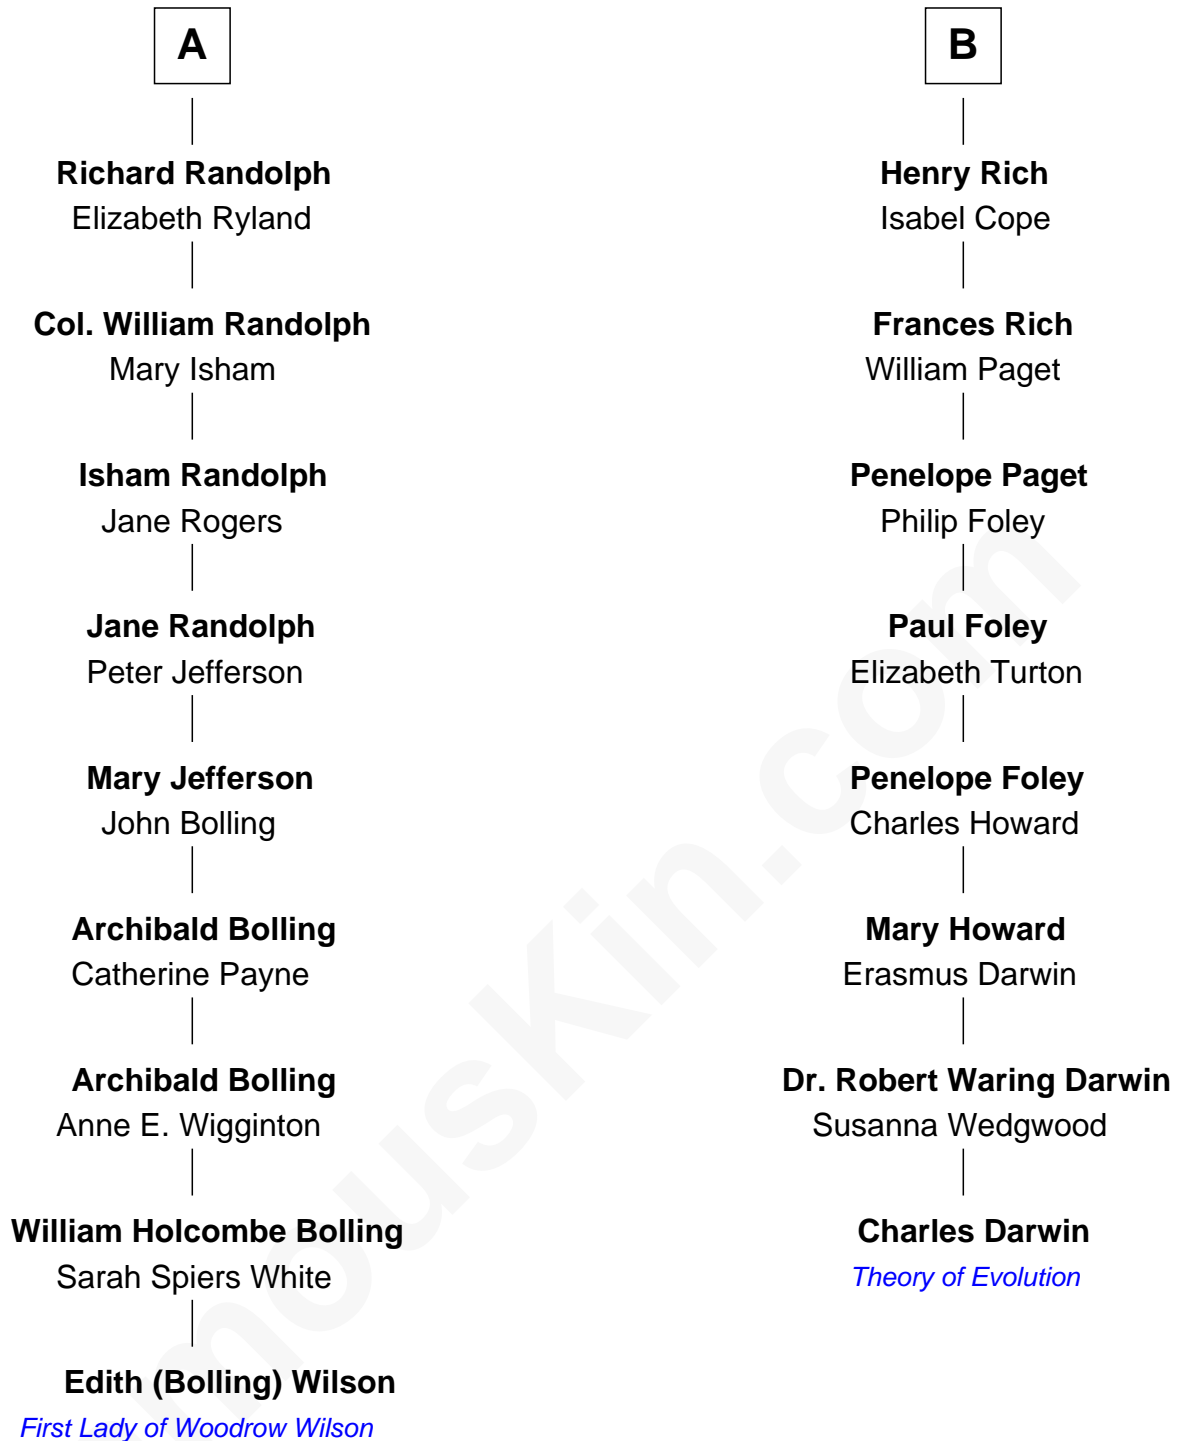 A
Richard Randolph
Elizabeth Ryland
Col. William Randolph
Mary Isham
Isham Randolph
Jane Rogers
Jane Randolph
Peter Jefferson
Mary Jefferson
John Bolling
Archibald Bolling
Catherine Payne
Archibald Bolling
Anne E. Wigginton
William Holcombe Bolling
Sarah Spiers White
Edith (Bolling) Wilson
First Lady of Woodrow Wilson
B
Henry Rich
Isabel Cope
Frances Rich
William Paget
Penelope Paget
Philip Foley
Paul Foley
Elizabeth Turton
Penelope Foley
Charles Howard
Mary Howard
Erasmus Darwin
Dr. Robert Waring Darwin
Susanna Wedgwood
Charles Darwin
Theory of Evolution
mousKin.com